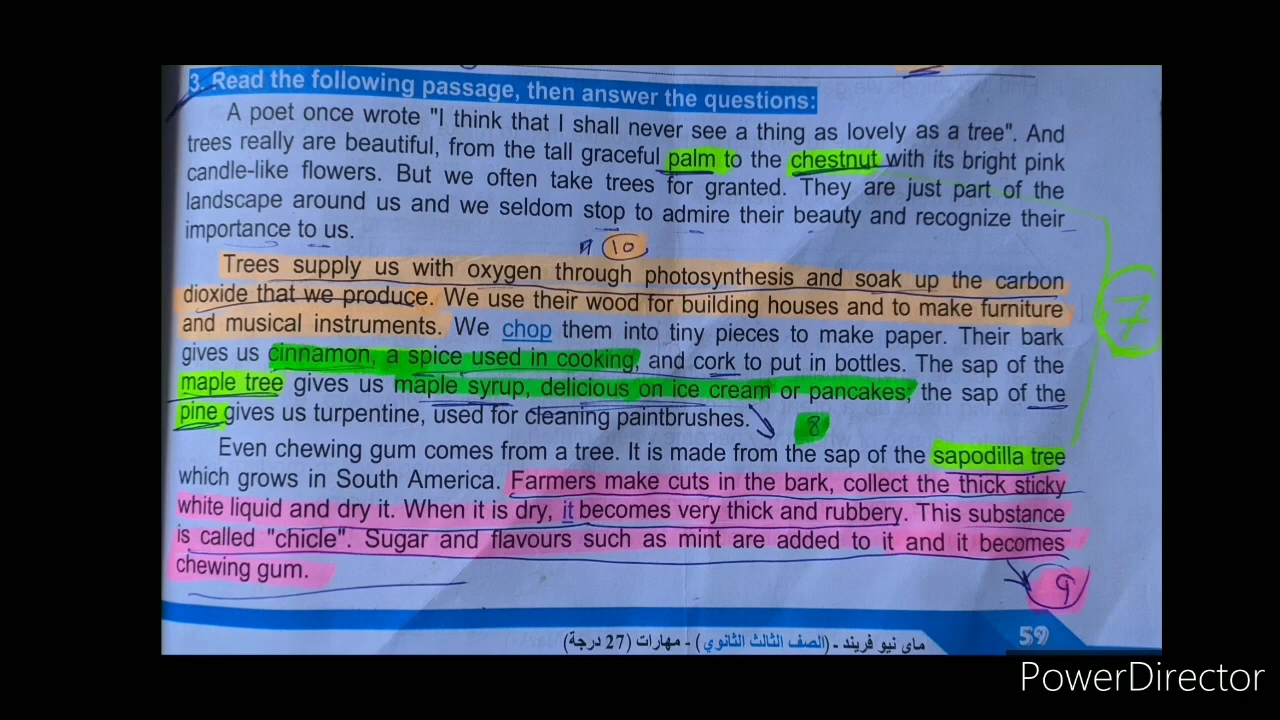 3. Read the following passage, then answer the questions:
A poet once wrote "I think that I shall never see a thing as lovely as a tree". And
trees really are beautiful, from the tall graceful palm to the chestnut with its bright pink
candle-like flowers. But we often take trees for granted. They are just part of the
landscape around us and we seldom stop to admire their beauty and recognize their
importance to us.
10
Trees supply us with oxygen through photosynthesis and soak up the carbon
dioxide that we produce. We use their wood for building houses and to make furniture
7
and musical instruments. We chop them into tiny pieces to make paper. Their bark
gives us cinnamon, a spice used in cooking, and cork to put in bottles. The sap of the
maple tree gives us maple syrup, delicious on ice cream or pancakes, the sap of the
pine gives us turpentine, used for cleaning paintbrushes.
8
Even chewing gum comes from a tree. It is made from the sap of the sapodilla tree
which grows in South America. Farmers make cuts in the bark, collect the thick sticky
white liquid and dry it. When it is dry, it becomes very thick and rubbery. This substance
is called "chicle". Sugar and flavours such as mint are added to it and it becomes
chewing gum.
9
ماى نيو فريند - (الصف الثالث الثانوي) - مهارات (27 درجة)
59
PowerDirector